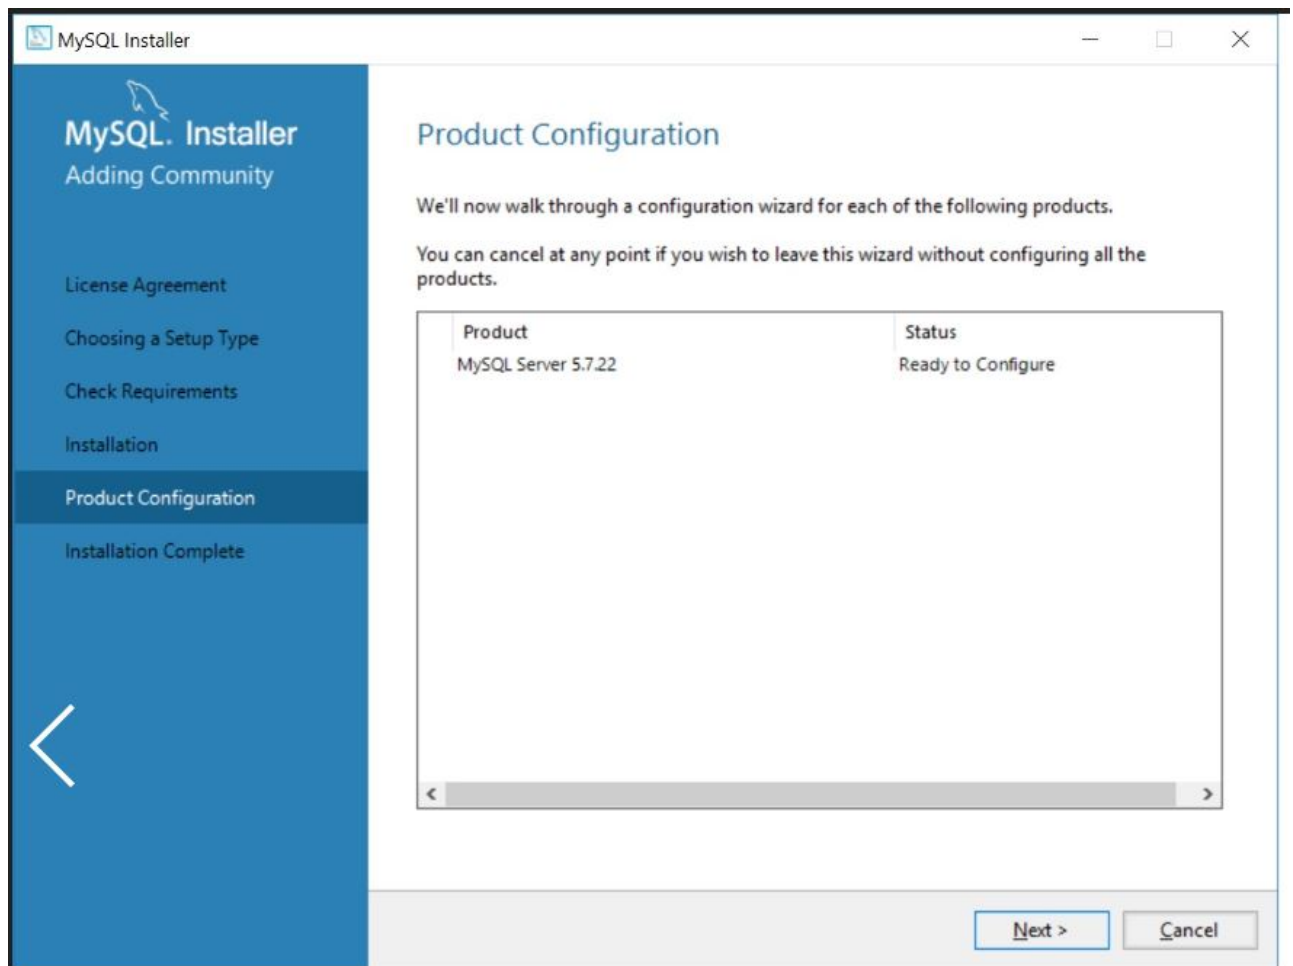 MySQL Installer
MySQL. Installer
Adding Community
License Agreement
Choosing a Setup Type
Check Requirements
Installation
Product Configuration
Installation Complete
Product Configuration
We'll now walk through a configuration wizard for each of the following products.
You can cancel at any point if you wish to leave this wizard without configuring all the
products.
Product Status
MySQL Server 5.7.22 Ready to Configure
Next > Cancel